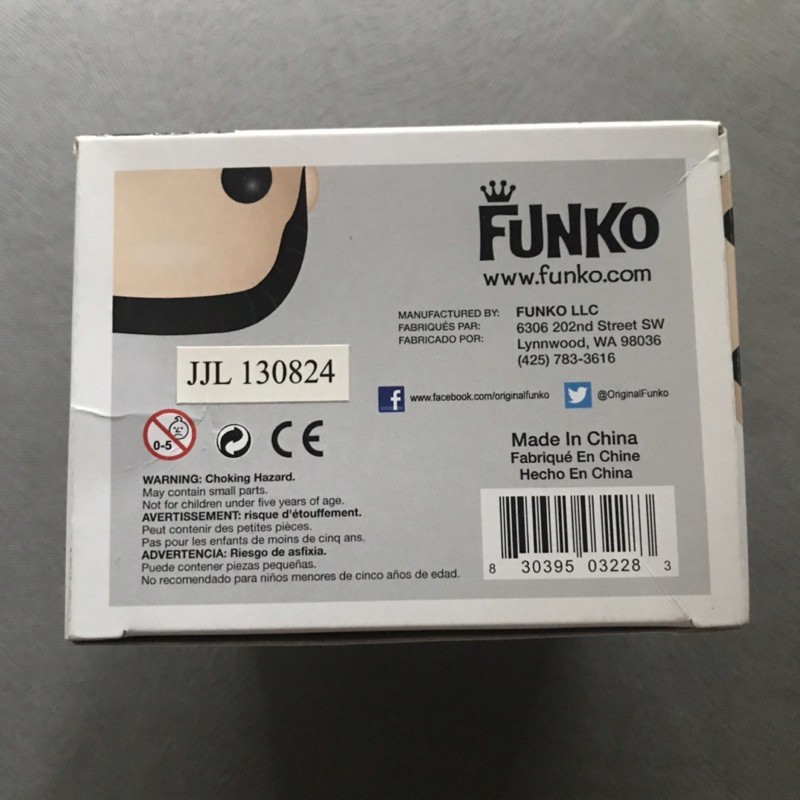 FUNKO
www.funko.com
MANUFACTURED BY: FUNKO LLC
FABRIQUÉS PAR: 6306 202nd Street SW
FABRICADO POR: Lynnwood, WA 98036
(425) 783-3616
JJL 130824
f www.facebook.com/originalfunko @OriginalFunko
0-5
CE
Made In China
Fabriqué En Chine
Hecho En China
WARNING: Choking Hazard.
May contain small parts.
Not for children under five years of age.
AVERTISSEMENT: risque d'étouffement.
Peut contenir des petites pièces.
Pas pour les enfants de moins de cinq ans.
ADVERTENCIA: Riesgo de asfixia.
Puede contener piezas pequeñas.
No recomendado para niños menores de cinco años de edad.
8 30395 03228 3